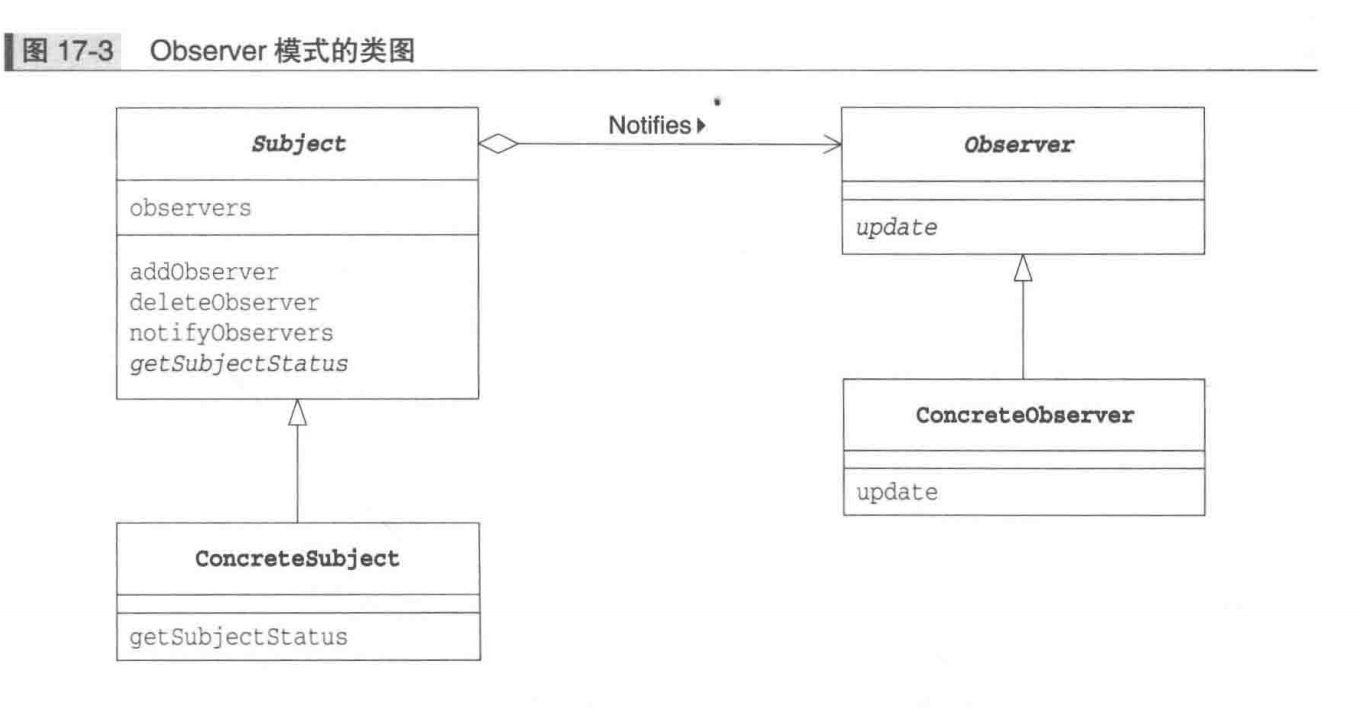 图 17-3 Observer 模式的类图
Notifies
Subject
observers
addObserver
deleteObserver
notifyObservers
getSubjectStatus
Observer
update
ConcreteObserver
update
ConcreteSubject
getSubjectStatus